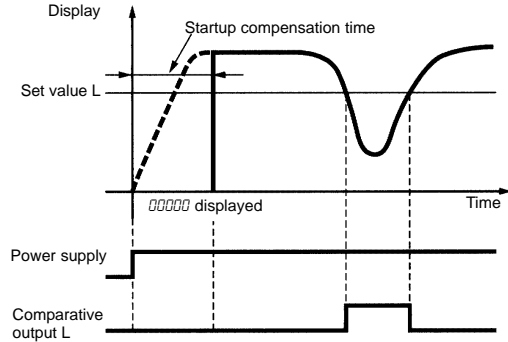 Display
Startup compensation time
Set value L
00000 displayed
Time
Power supply
Comparative
output L